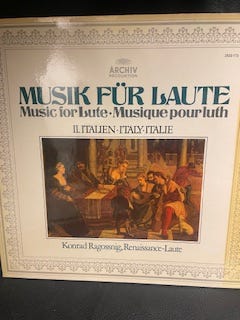 ARCHIV
PRODUKTION
MUSIK FÜR LAUTE
Music for Lute · Musique pour luth
II. ITALIEN · ITALY · ITALIE
Konrad Ragossnig, Renaissance-Laute